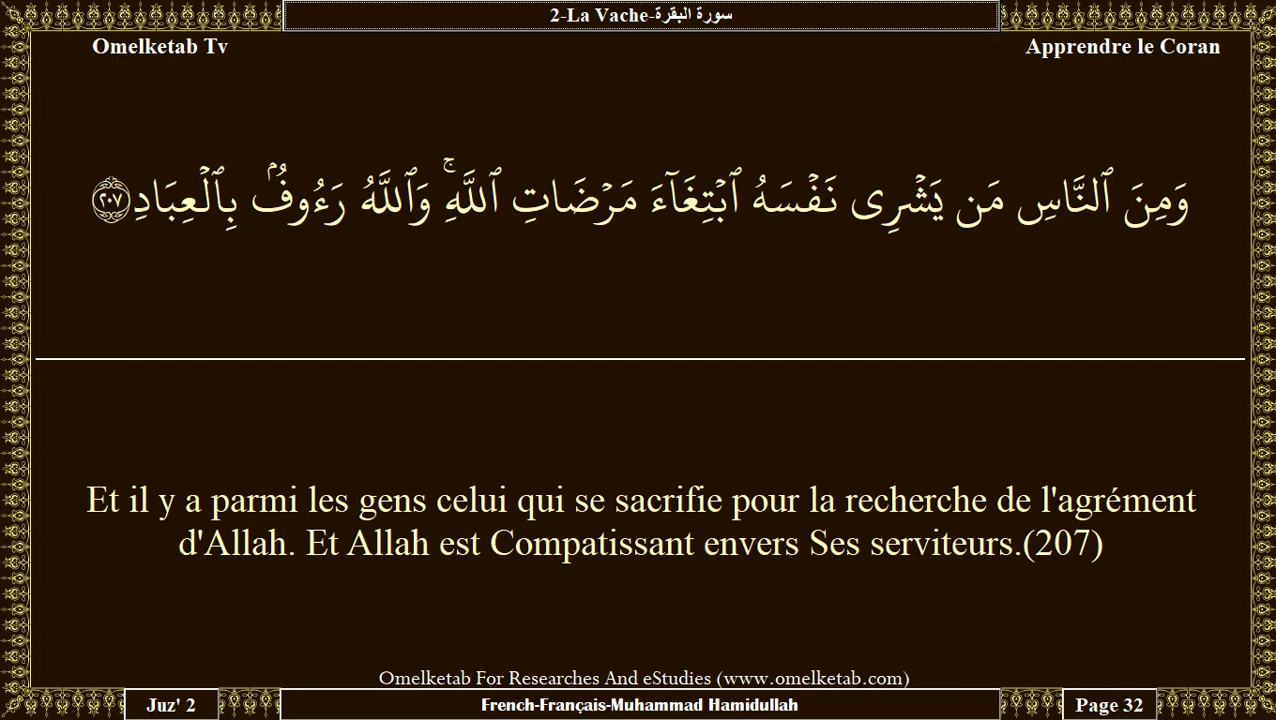 2-La Vache-سورة البقرة
Omelketab Tv
Apprendre le Coran
وَمِنَ ٱلنَّاسِ مَن يَشْرِى نَفْسَهُ ٱبْتِغَآءَ مَرْضَاتِ ٱللَّهِ ۚ وَٱللَّهُ رَءُوفٌۢ بِٱلْعِبَادِ ٢٠٧
Et il y a parmi les gens celui qui se sacrifie pour la recherche de l'agrément
d'Allah. Et Allah est Compatissant envers Ses serviteurs.(207)
Omelketab For Researches And eStudies (www.omelketab.com)
Juz' 2
French-Français-Muhammad Hamidullah
Page 32